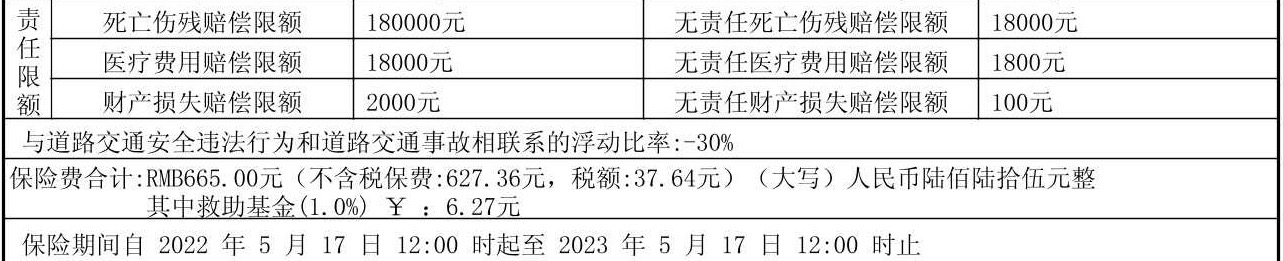 责任限额
死亡伤残赔偿限额 180000元 无责任死亡伤残赔偿限额 18000元
医疗费用赔偿限额 18000元 无责任医疗费用赔偿限额 1800元
财产损失赔偿限额 2000元 无责任财产损失赔偿限额 100元
与道路交通安全违法行为和道路交通事故相联系的浮动比率:-30%
保险费合计:RMB665.00元（不含税保费:627.36元，税额:37.64元）（大写）人民币陆佰陆拾伍元整
其中救助基金(1.0%) ￥ ：6.27元
保险期间自 2022 年 5 月 17 日 12:00 时起至 2023 年 5 月 17 日 12:00 时止